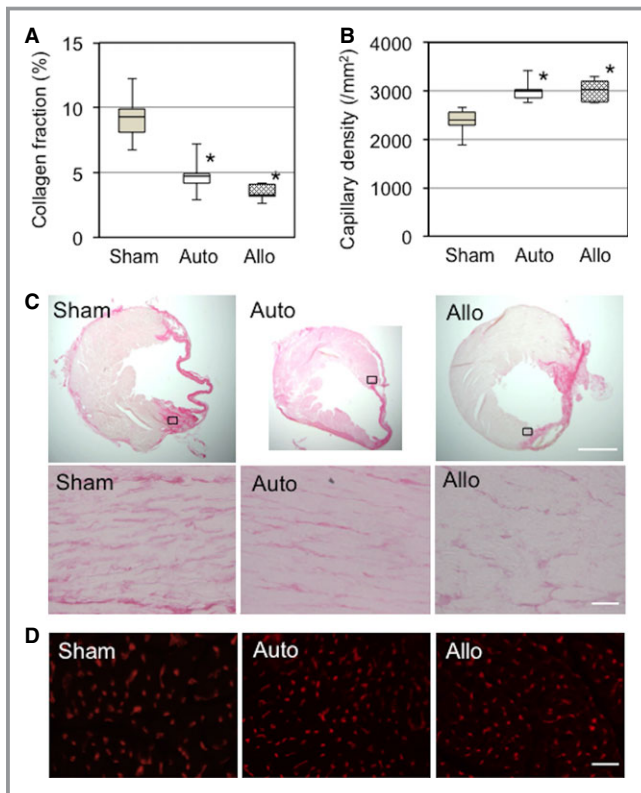 A
Collagen fraction (%)
15
10
5
0
*
*
Sham Auto Allo
B
Capillary density (/mm²)
4000
3000
2000
1000
0
*
*
Sham Auto Allo
C
Sham Auto Allo
Sham Auto Allo
D
Sham Auto Allo